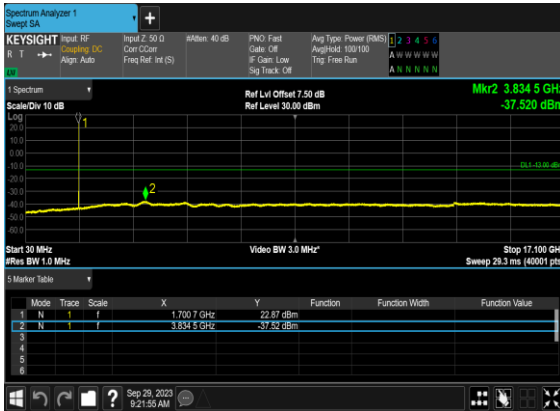 Spectrum Analyzer 1
Swept SA
+
KEYSIGHT
R T
Input: RF
Coupling: DC
Align: Auto
Input Z: 50 Ω
Corr CCorr
Freq Ref: Int (S)
#Atten: 40 dB
PNO: Fast
Gate: Off
IF Gain: Low
Sig Track: Off
Avg Type: Power (RMS)
Avg|Hold: 100/100
Trig: Free Run
1 2 3 4 5 6
A W W W W W
A N N N N N
1 Spectrum
Scale/Div 10 dB
Ref Lvl Offset 7.50 dB
Ref Level 30.00 dBm
Mkr2 3.834 5 GHz
-37.520 dBm
Log
20.0
10.0
0.00
-10.0
-20.0
-30.0
-40.0
-50.0
-60.0
1
2
DL1 -13.00 dBm
Start 30 MHz
#Res BW 1.0 MHz
Video BW 3.0 MHz*
Stop 17.100 GHz
Sweep 29.3 ms (40001 pts)
5 Marker Table
Mode Trace Scale X Y Function Function Width Function Value
1 N 1 f 1.700 7 GHz 22.87 dBm
2 N 1 f 3.834 5 GHz -37.52 dBm
3
4
5
6
?
Sep 29, 2023
9:21:55 AM